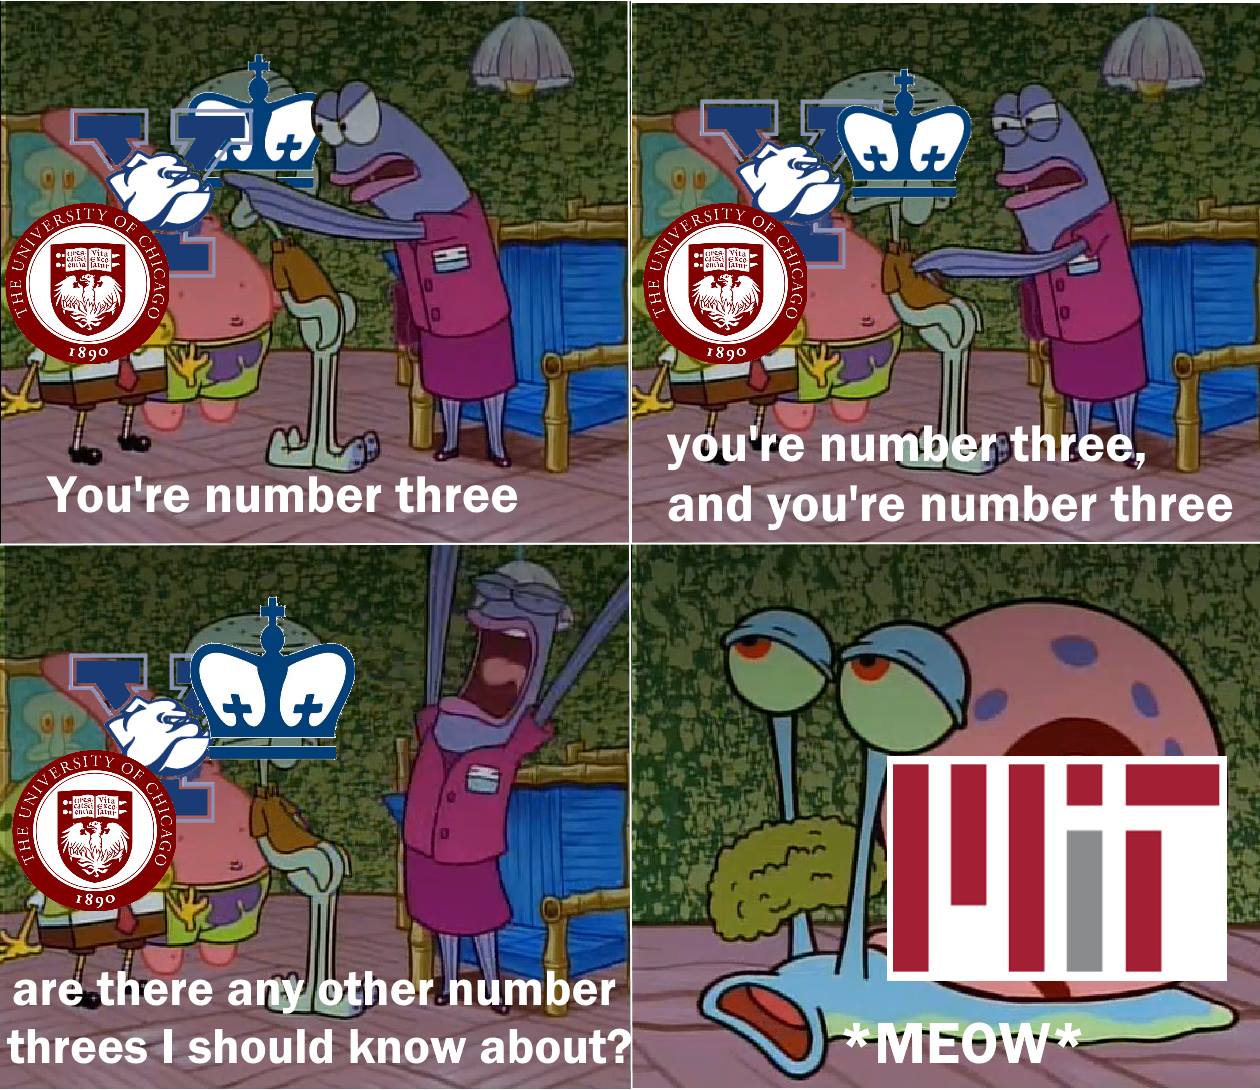 THE UNIVERSITY OF CHICAGO
1890
You're number three
THE UNIVERSITY OF CHICAGO
1890
you're number three,
and you're number three
THE UNIVERSITY OF CHICAGO
1890
are there any other number
threes I should know about?
MIT
*MEOW*